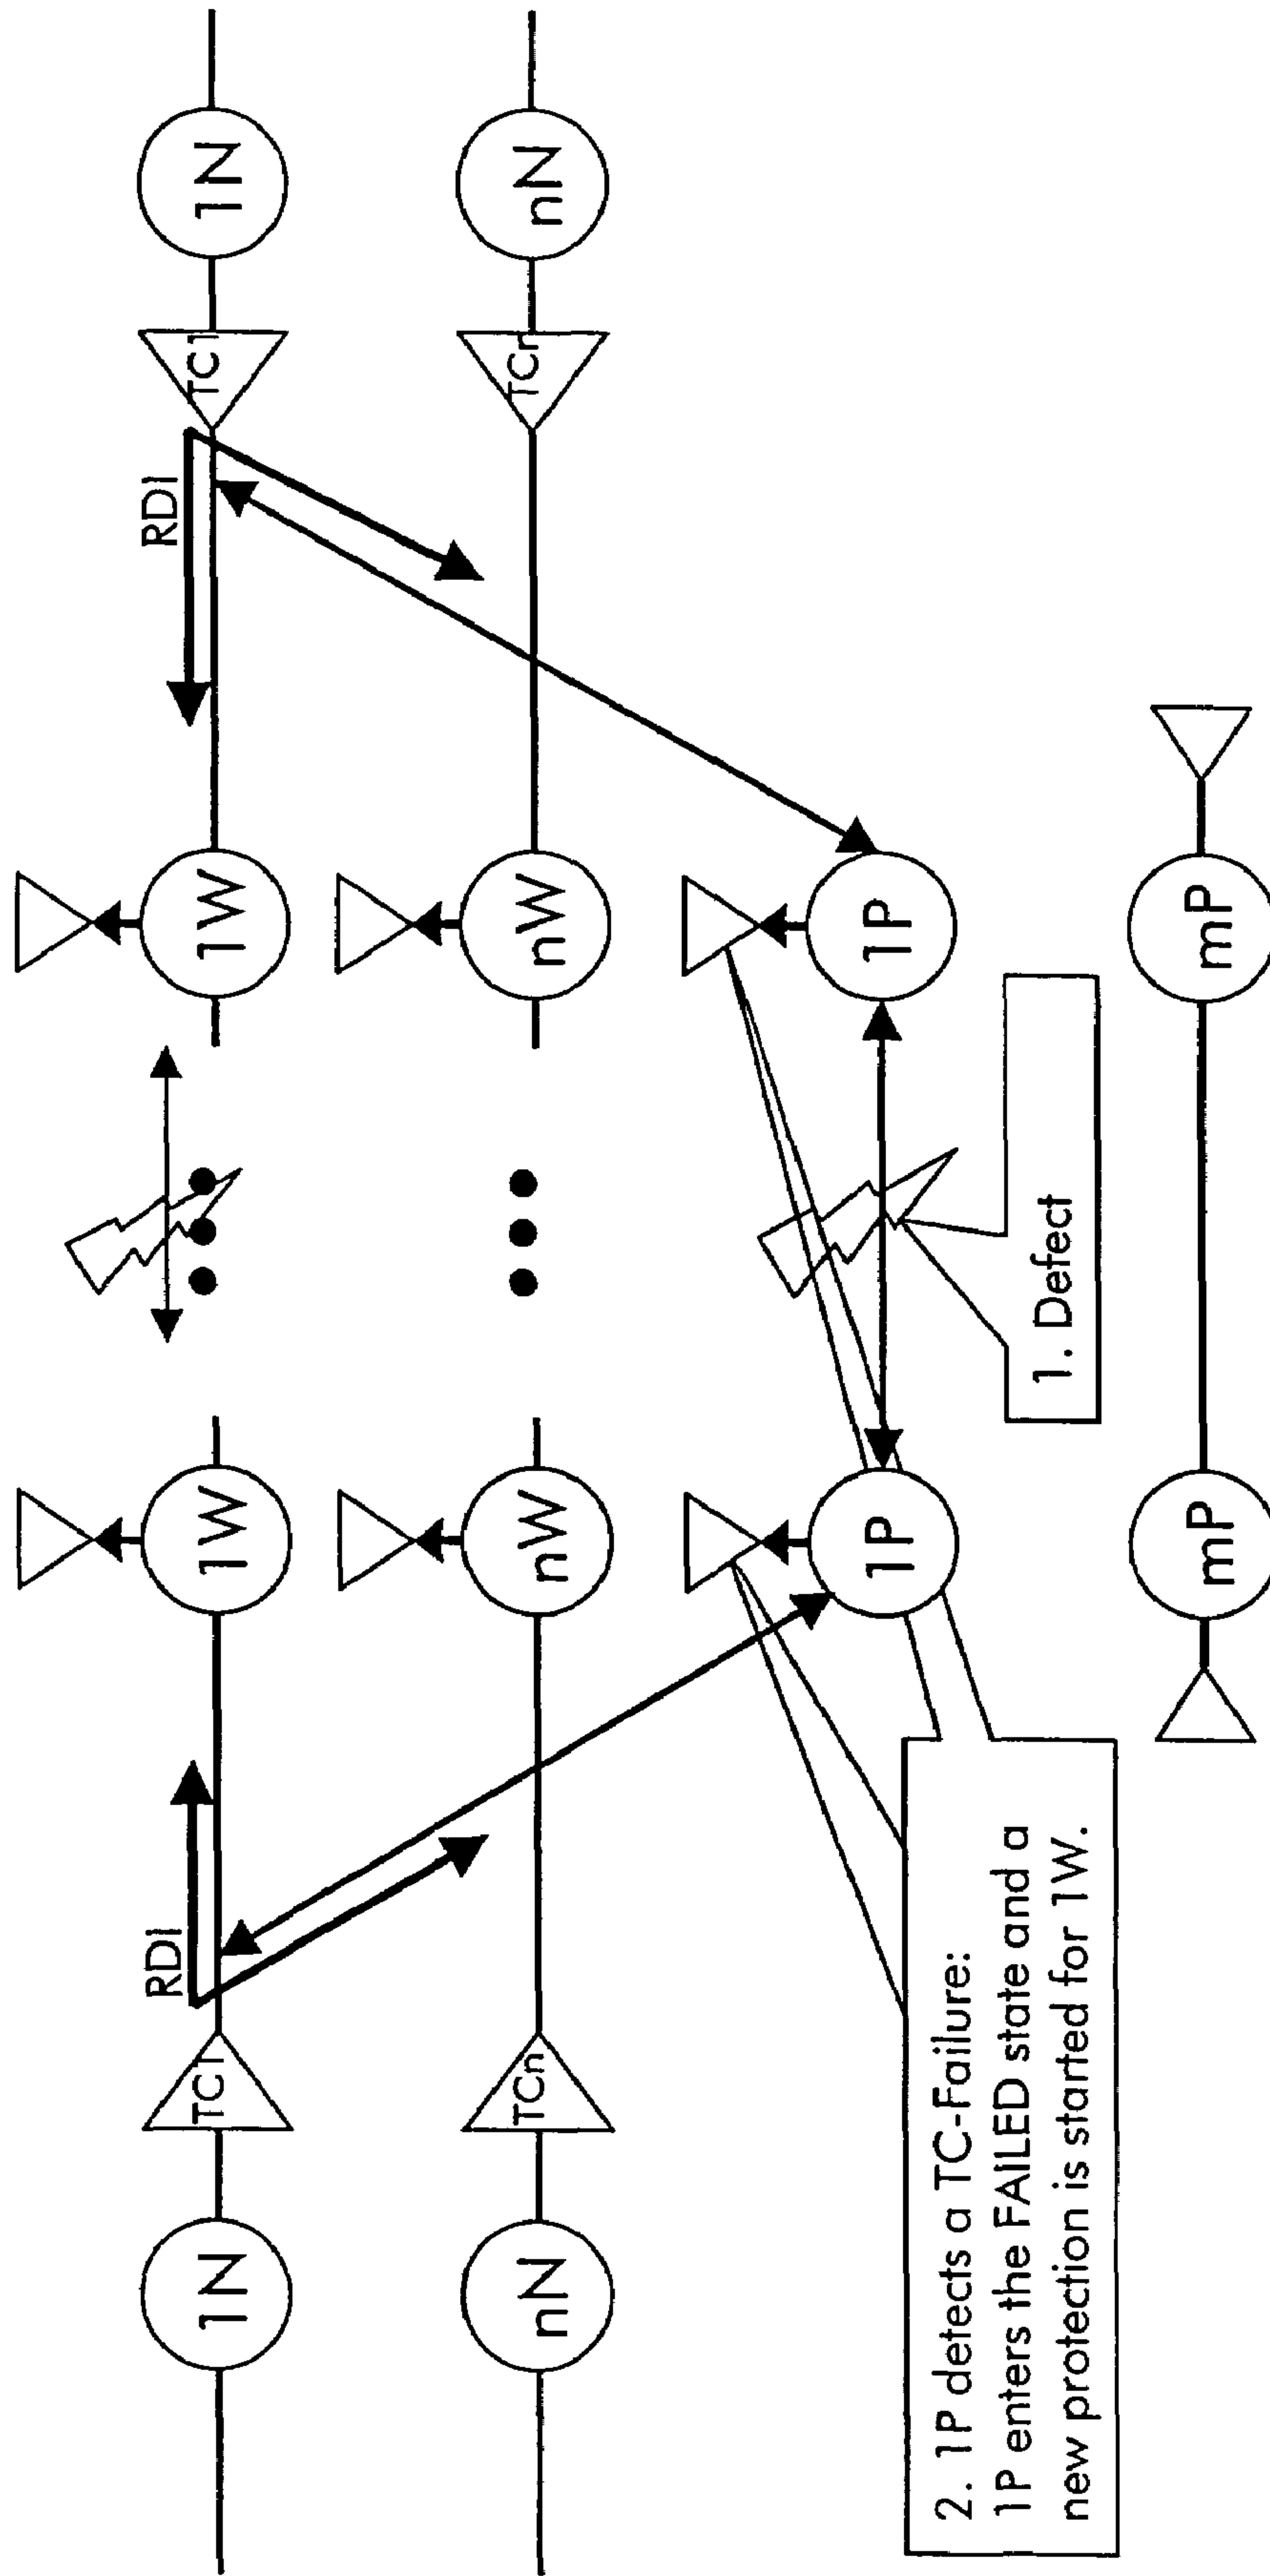 RDI
RDI
1N
TC1
1W
1W
TC1
1N
nN
TCn
nW
nW
TCn
nN
1P
1P
1. Defect
2. 1P detects a TC-Failure:
1P enters the FAILED state and a
new protection is started for 1W.
mP
mP